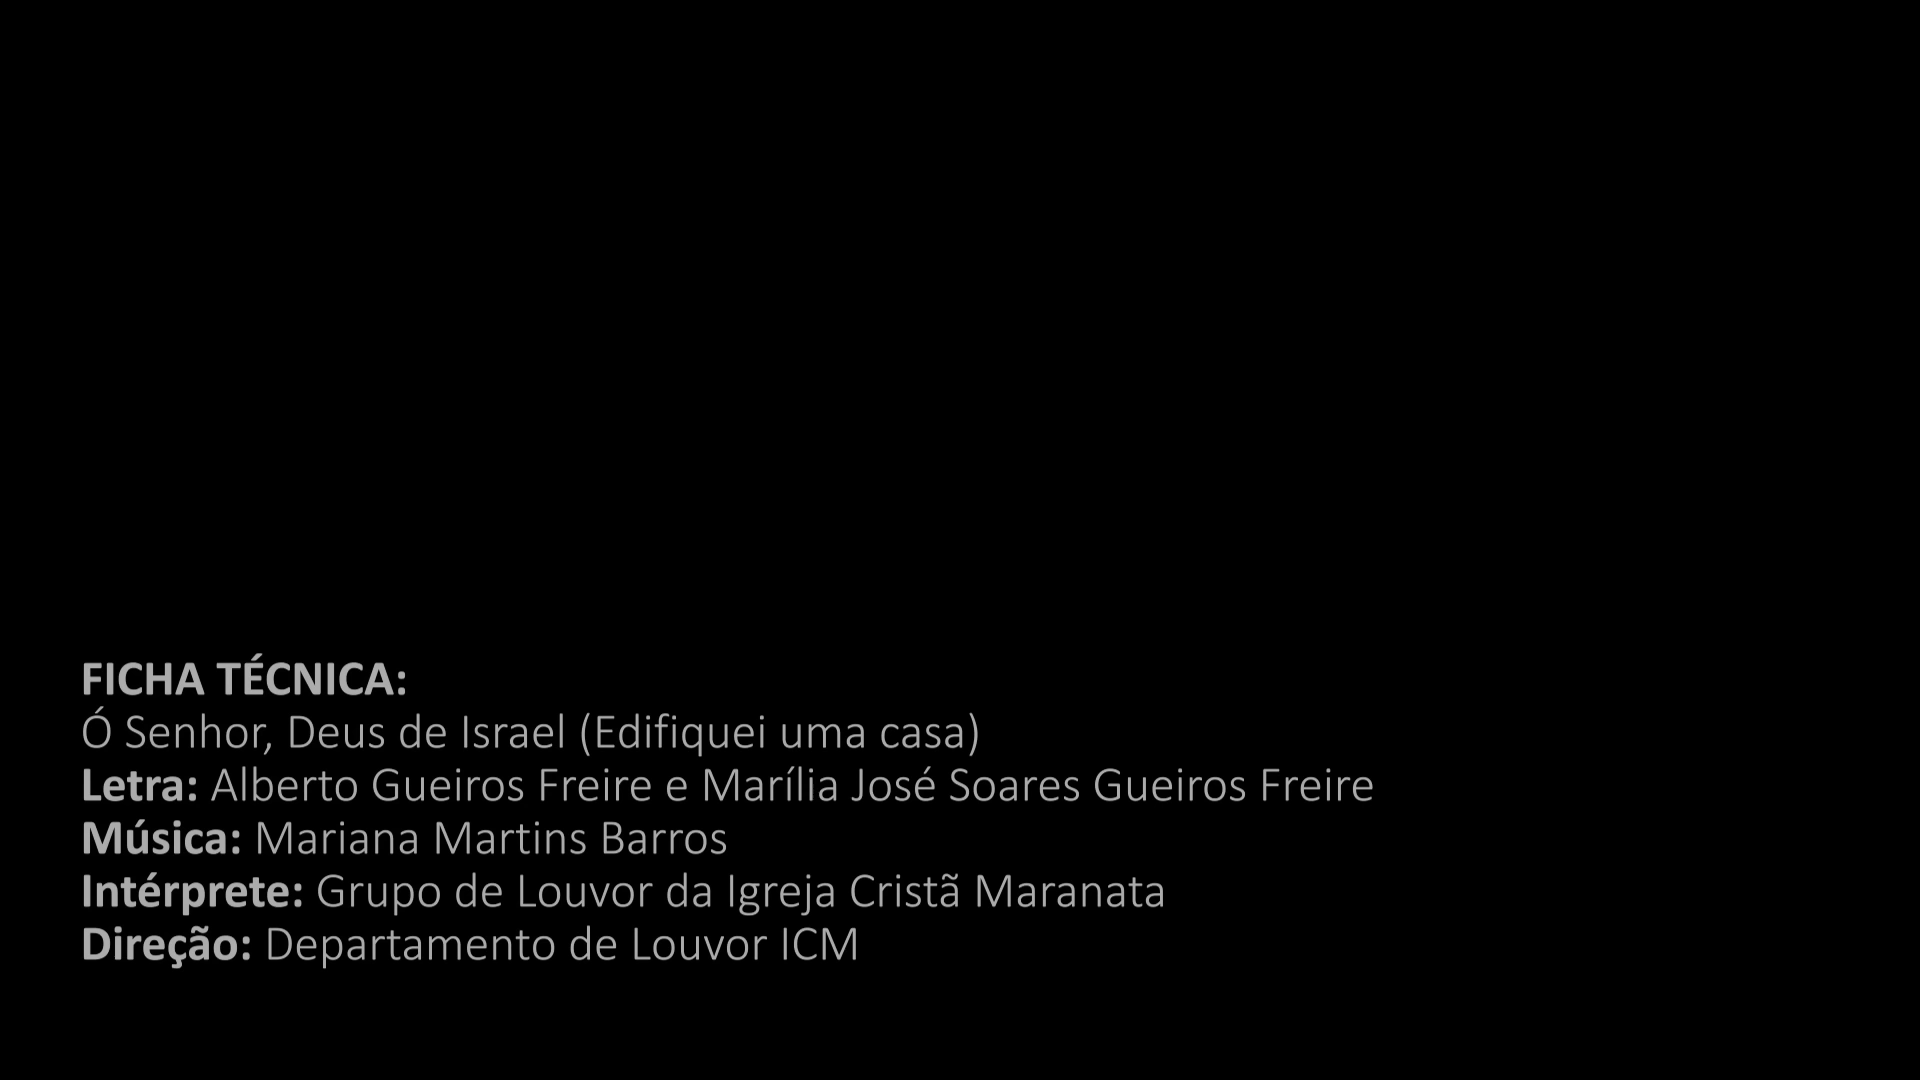 FICHA TÉCNICA:
Ó Senhor, Deus de Israel (Edifiquei uma casa)
Letra: Alberto Gueiros Freire e Marília José Soares Gueiros Freire
Música: Mariana Martins Barros
Intérprete: Grupo de Louvor da Igreja Cristã Maranata
Direção: Departamento de Louvor ICM